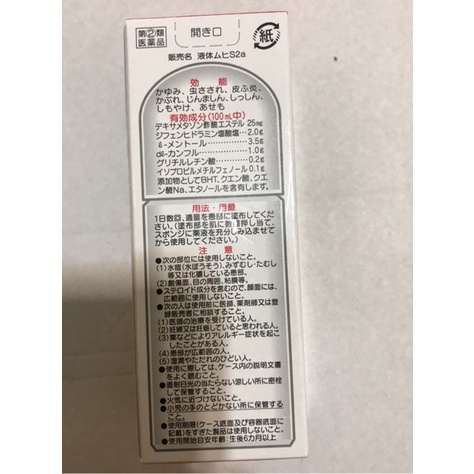 指定第②類
医薬品
開き口
紙
販売名 液体ムヒS2a
効 能
かゆみ、虫さされ、皮ふ炎、
かぶれ、じんましん、しっしん、
しもやけ、あせも
有効成分(100mL中)
デキサメタゾン酢酸エステル 25mg
ジフェンヒドラミン塩酸塩…2.0g
ℓ-メントール…3.5g
dℓ-カンフル…1.0g
グリチルレチン酸…0.2g
イソプロピルメチルフェノール 0.1g
添加物としてBHT、クエン酸、クエ
ン酸Na、エタノールを含有します。
用法・用量
1日数回、適量を患部に塗布してくだ
さい。(塗布部を肌に数回押し当て、
スポンジに薬液を充分しみ込ませてか
ら使用してください。)
注 意
●次の部位には使用しないこと。
(1)水痘(水ぼうそう)、みずむし・たむし
等又は化膿している患部。
(2)創傷面、目の周囲、粘膜等。
●ステロイド成分を含むので、顔面には、
広範囲に使用しないこと。
●次の人は使用前に医師、薬剤師又は登
録販売者に相談すること。
(1)医師の治療を受けている人。
(2)妊婦又は妊娠していると思われる人。
(3)薬などによりアレルギー症状を起こ
したことがある人。
(4)患部が広範囲の人。
(5)湿潤やただれのひどい人。
●使用に際しては、ケース内の説明文書
をよく読むこと。
●直射日光の当たらない涼しい所に密栓
して保管すること。
●火気に近づけないこと。
●小児の手のとどかない所に保管する
こと。
●使用期限(ケース底面及び容器底面に
記載)をすぎた製品は使用しないこと。
●使用開始目安年齢:生後6カ月以上